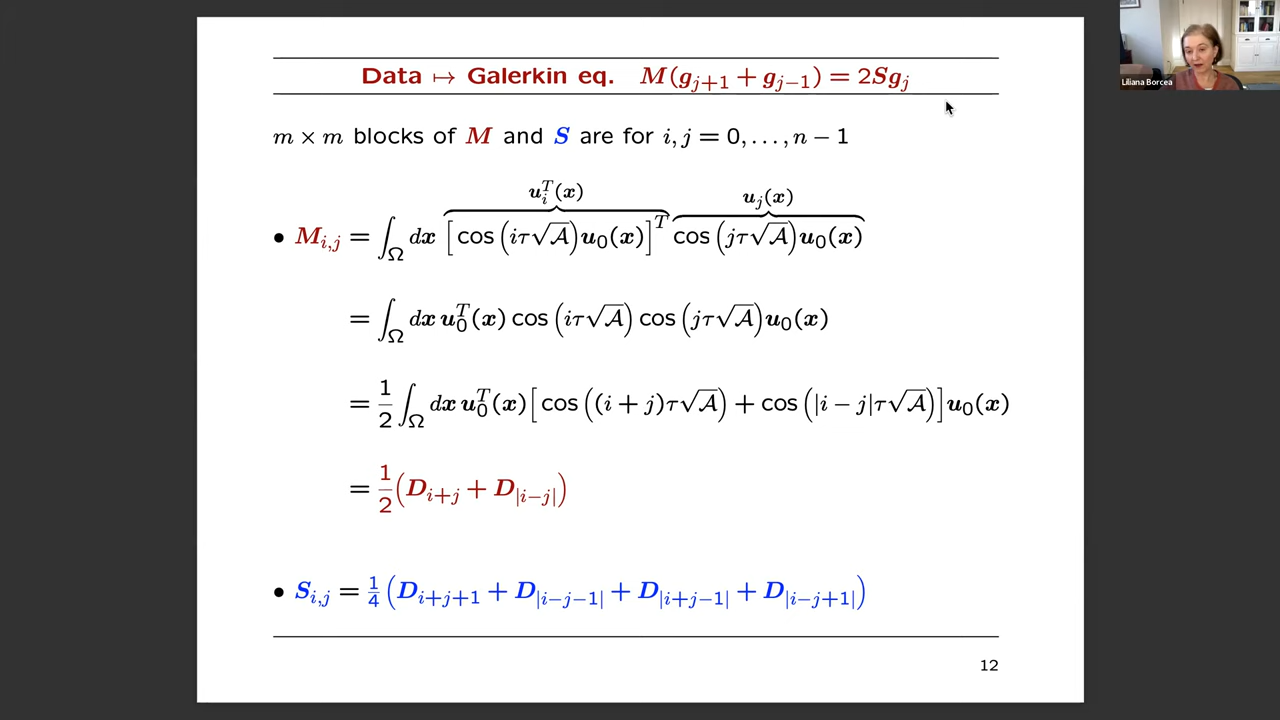 Data ↦ Galerkin eq. M(g_{j+1} + g_{j−1}) = 2Sg_j
m × m blocks of M and S are for i, j = 0, . . . , n − 1
u_i^T(x) u_j(x)
• M_{i,j} = ∫_Ω dx [cos (iτ√A)u_0(x)]^T cos (jτ√A)u_0(x)
= ∫_Ω dx u_0^T(x) cos (iτ√A) cos (jτ√A)u_0(x)
= 1/2 ∫_Ω dx u_0^T(x)[cos ((i + j)τ√A) + cos (|i − j|τ√A)]u_0(x)
= 1/2 (D_{i+j} + D_{|i−j|})
• S_{i,j} = 1/4 (D_{i+j+1} + D_{|i−j−1|} + D_{|i+j−1|} + D_{|i−j+1|})
12
Liliana Borcea